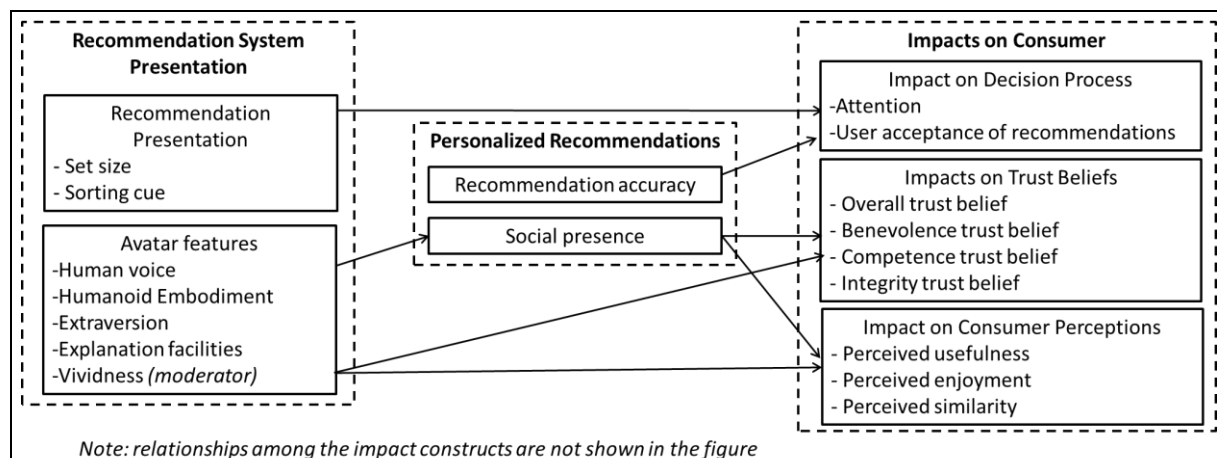 Recommendation System
Presentation
Recommendation
Presentation
- Set size
- Sorting cue
Avatar features
-Human voice
-Humanoid Embodiment
-Extraversion
-Explanation facilities
-Vividness (moderator)
Personalized Recommendations
Recommendation accuracy
Social presence
Impacts on Consumer
Impact on Decision Process
-Attention
-User acceptance of recommendations
Impacts on Trust Beliefs
- Overall trust belief
- Benevolence trust belief
- Competence trust belief
- Integrity trust belief
Impact on Consumer Perceptions
- Perceived usefulness
- Perceived enjoyment
- Perceived similarity
Note: relationships among the impact constructs are not shown in the figure